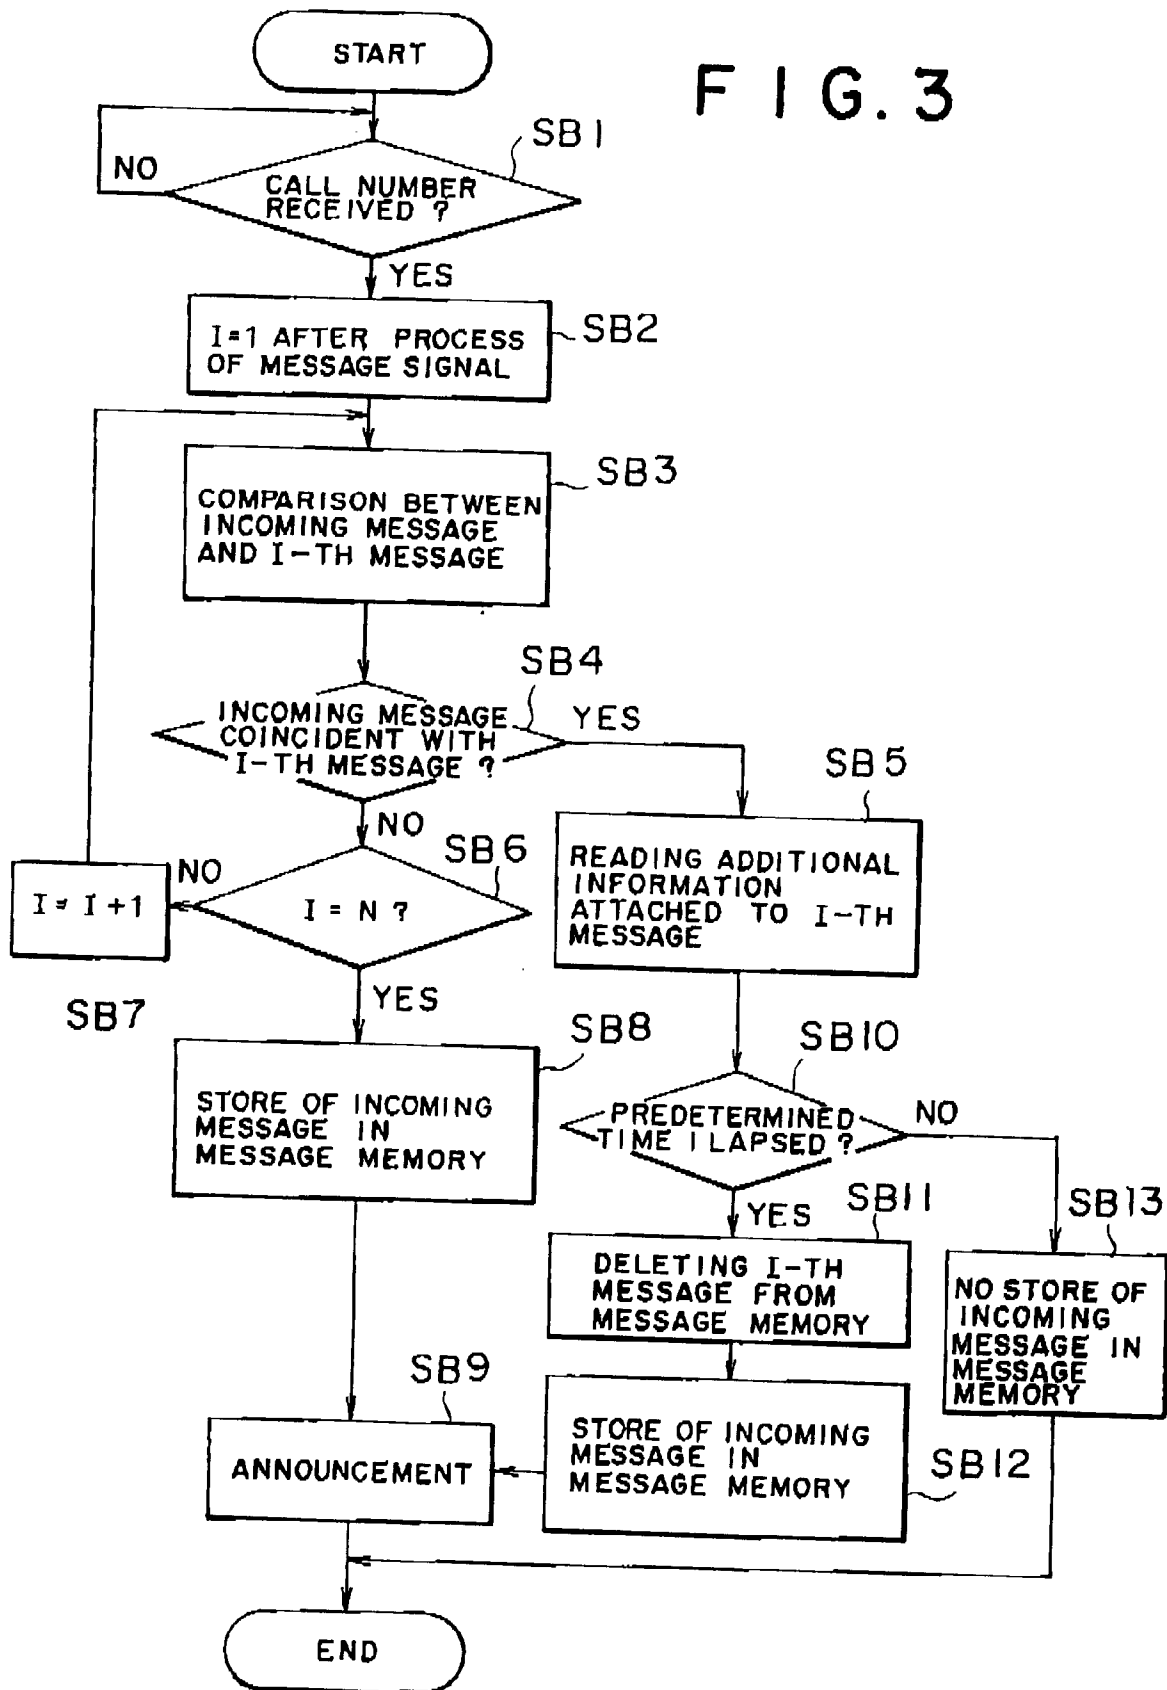 START
FIG. 3
SB1
NO
CALL NUMBER
RECEIVED ?
YES
SB2
I=1 AFTER PROCESS
OF MESSAGE SIGNAL
SB3
COMPARISON BETWEEN
INCOMING MESSAGE
AND I-TH MESSAGE
SB4
INCOMING MESSAGE
COINCIDENT WITH
I-TH MESSAGE ?
YES
SB5
NO
SB6
READING ADDITIONAL
INFORMATION
ATTACHED TO I-TH
MESSAGE
NO
I = I +1
I = N ?
SB7
YES
SB8
SB10
STORE OF INCOMING
MESSAGE IN
MESSAGE MEMORY
PREDETERMINED
TIME 1 LAPSED ?
NO
YES
SB11
SB13
DELETING I-TH
MESSAGE FROM
MESSAGE MEMORY
NO STORE OF
INCOMING
MESSAGE IN
MESSAGE
MEMORY
SB9
ANNOUNCEMENT
STORE OF INCOMING
MESSAGE IN
MESSAGE MEMORY
SB12
END